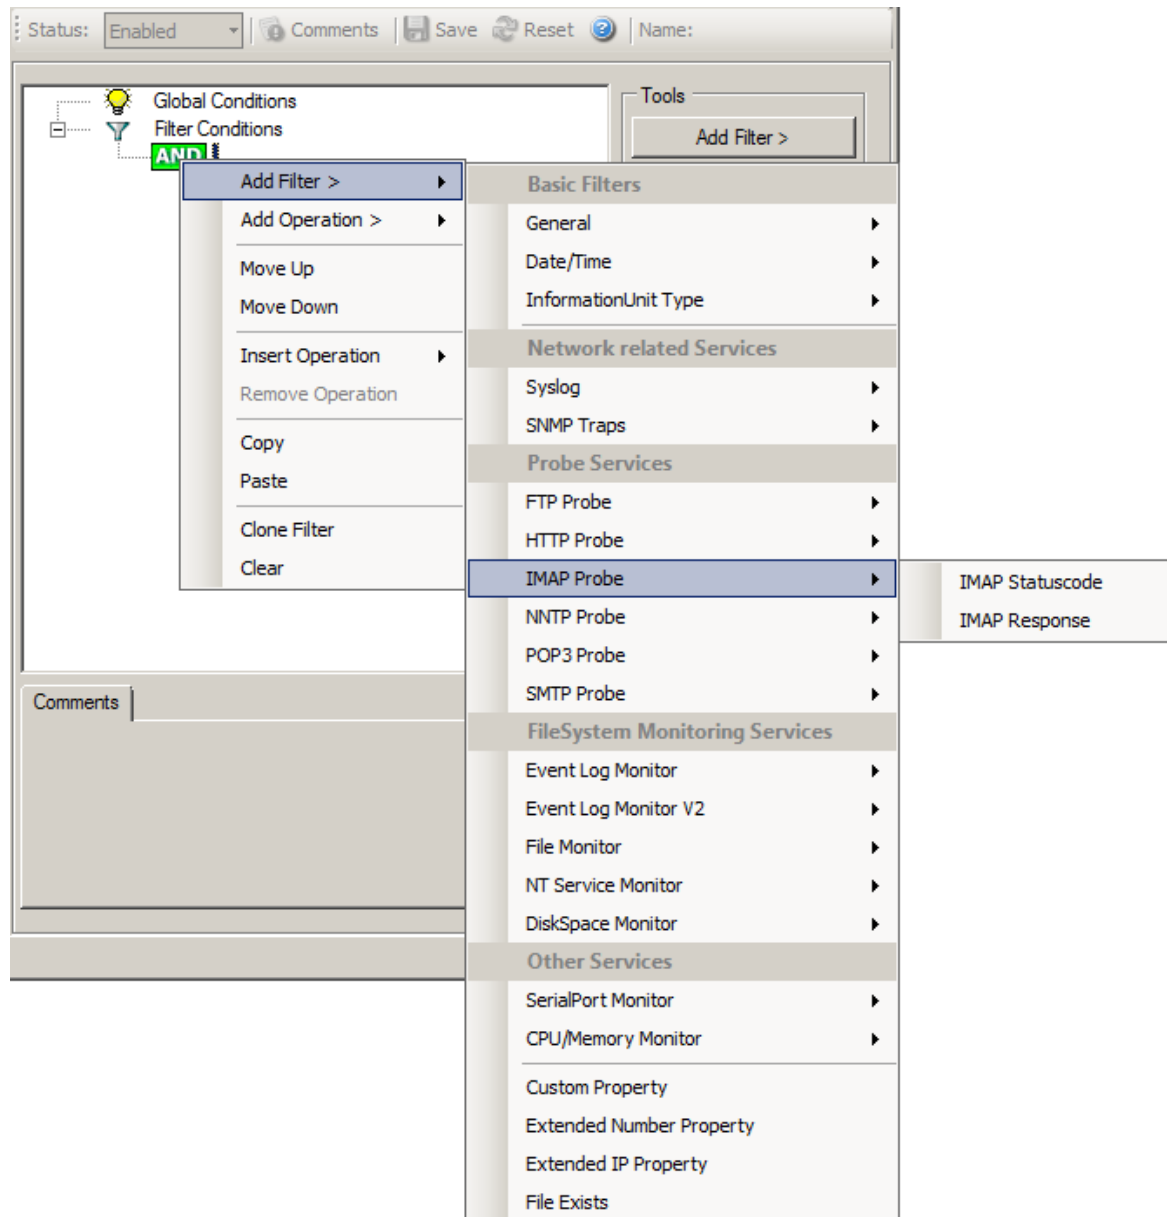 Status: Enabled Comments Save Reset Name:
Global Conditions
Filter Conditions
AND
Tools
Add Filter >
Add Filter >
Add Operation >
Move Up
Move Down
Insert Operation
Remove Operation
Copy
Paste
Clone Filter
Clear
Basic Filters
General
Date/Time
InformationUnit Type
Network related Services
Syslog
SNMP Traps
Probe Services
FTP Probe
HTTP Probe
IMAP Probe
NNTP Probe
POP3 Probe
SMTP Probe
FileSystem Monitoring Services
Event Log Monitor
Event Log Monitor V2
File Monitor
NT Service Monitor
DiskSpace Monitor
Other Services
SerialPort Monitor
CPU/Memory Monitor
Custom Property
Extended Number Property
Extended IP Property
File Exists
IMAP Statuscode
IMAP Response
Comments